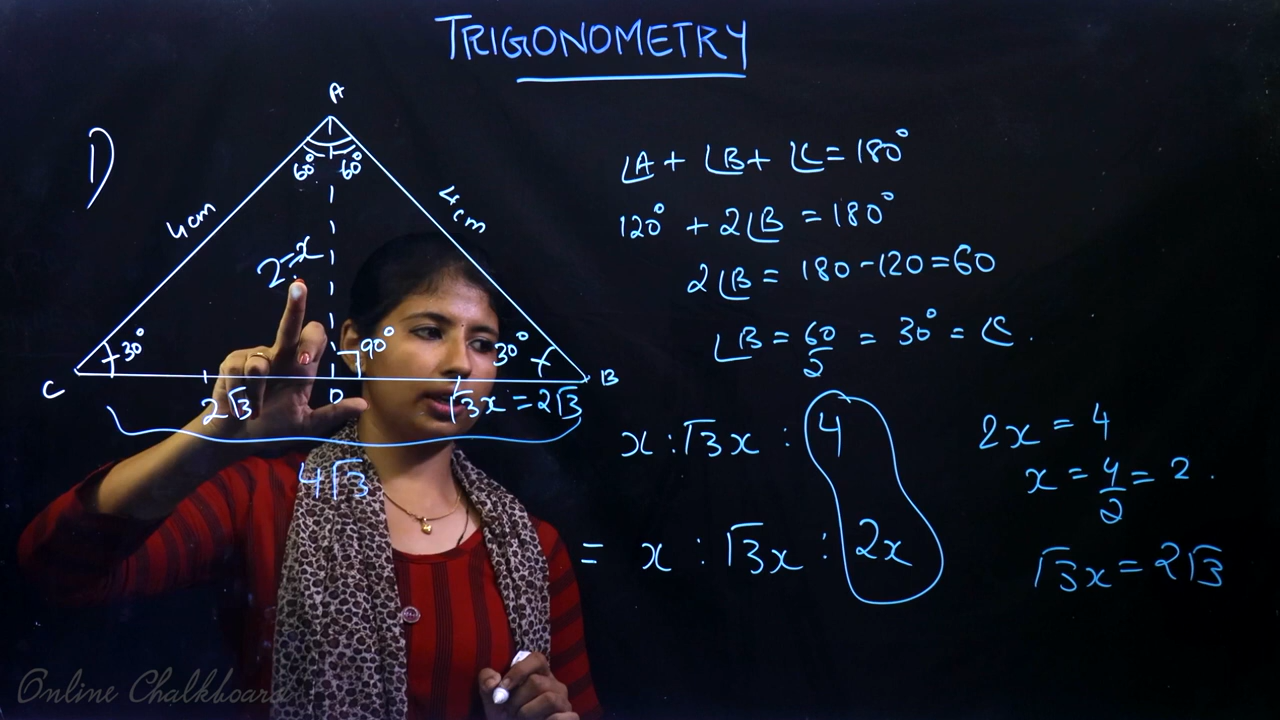 TRIGONOMETRY
1)
A
60° 60°
4cm
4cm
2=x
30°
90°
30°
C
D
B
2√3
√3x=2√3
4√3
∠A + ∠B + ∠C = 180°
120° + 2∠B = 180°
2∠B = 180-120=60
∠B = 60/2 = 30° = ∠C.
x : √3x : 4
= x : √3x : 2x
2x = 4
x = 4/2 = 2.
√3x = 2√3
Online Chalkboard